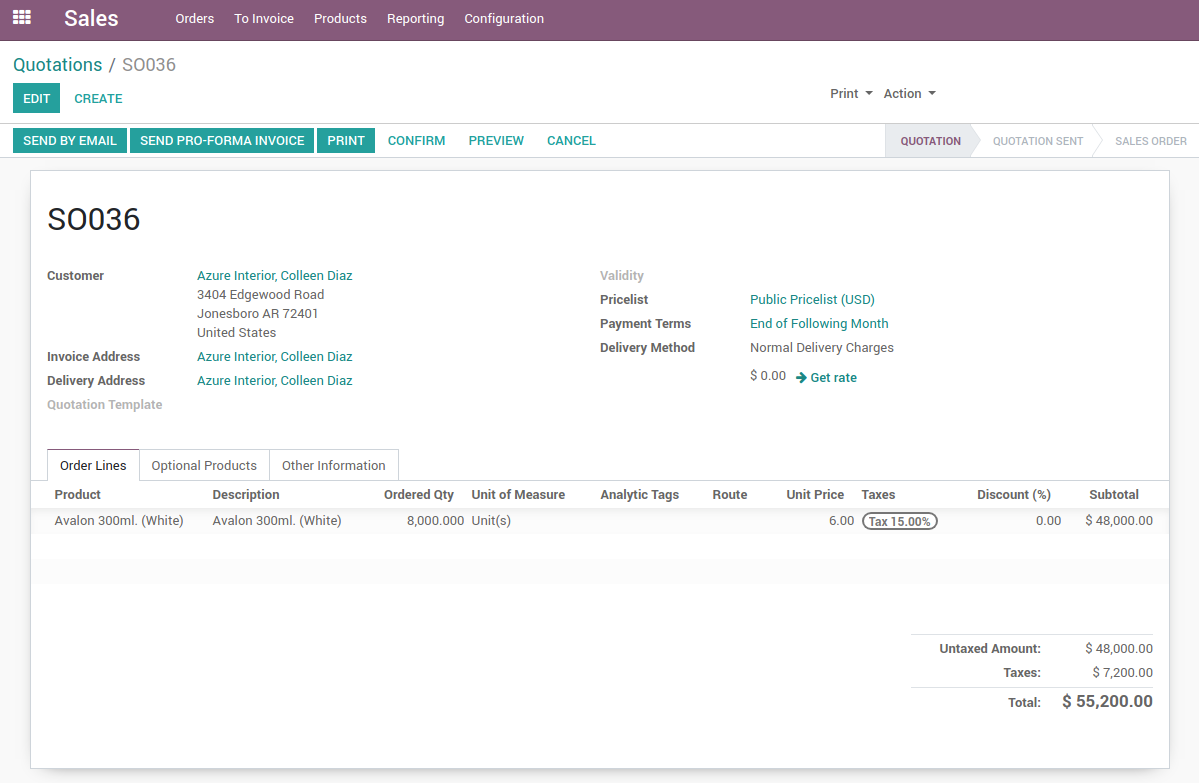 Sales Orders To Invoice Products Reporting Configuration
Quotations / SO036
EDIT CREATE Print Action
SEND BY EMAIL SEND PRO-FORMA INVOICE PRINT CONFIRM PREVIEW CANCEL QUOTATION QUOTATION SENT SALES ORDER
SO036
Customer Azure Interior, Colleen Diaz
3404 Edgewood Road
Jonesboro AR 72401
United States
Invoice Address Azure Interior, Colleen Diaz
Delivery Address Azure Interior, Colleen Diaz
Quotation Template
Validity
Pricelist Public Pricelist (USD)
Payment Terms End of Following Month
Delivery Method Normal Delivery Charges
$ 0.00 Get rate
Order Lines Optional Products Other Information
Product Description Ordered Qty Unit of Measure Analytic Tags Route Unit Price Taxes Discount (%) Subtotal
Avalon 300ml. (White) Avalon 300ml. (White) 8,000.000 Unit(s) 6.00 Tax 15.00% 0.00 $ 48,000.00
Untaxed Amount: $ 48,000.00
Taxes: $ 7,200.00
Total: $ 55,200.00